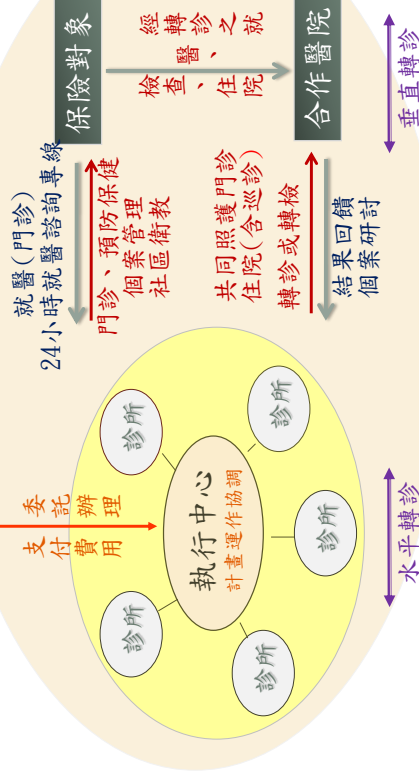 保險對象
經轉診之就
醫、
檢查、住院
合作醫院
垂直轉診
就醫(門診)
24小時就醫諮詢專線
門診、預防保健
個案管理
社區衛教
共同照護門診
住院(含巡診)
轉診或轉檢
結果回饋
個案研討
委託辦理
支付費用
診所
診所
診所
診所
診所
執行中心
計畫運作協調
水平轉診